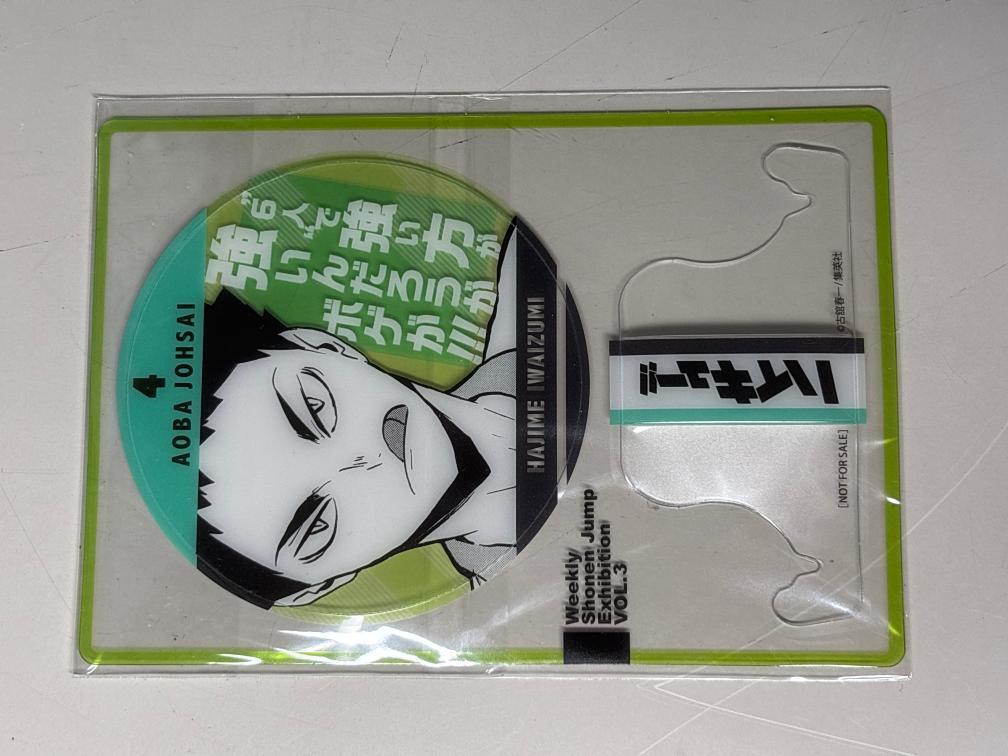 4
AOBA JOHSAI
“6人”で強い方が
強いんだろうが
ボゲが!!!
HAJIME IWAIZUMI
Weekly
Shonen Jump
Exhibition
VOL.3
ハイキュー!!
[NOT FOR SALE]
©古舘春一/集英社